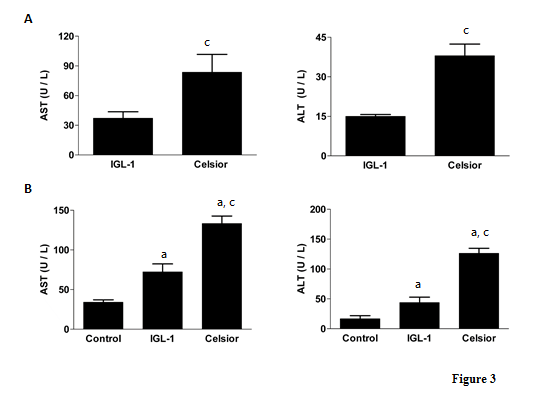 A
120
90
60
30
0
AST (U / L)
c
IGL-1 Celsior
45
30
15
0
ALT (U / L)
c
IGL-1 Celsior
B
150
100
50
0
AST (U / L)
a
a, c
Control IGL-1 Celsior
200
150
100
50
0
ALT (U / L)
a
a, c
Control IGL-1 Celsior
Figure 3